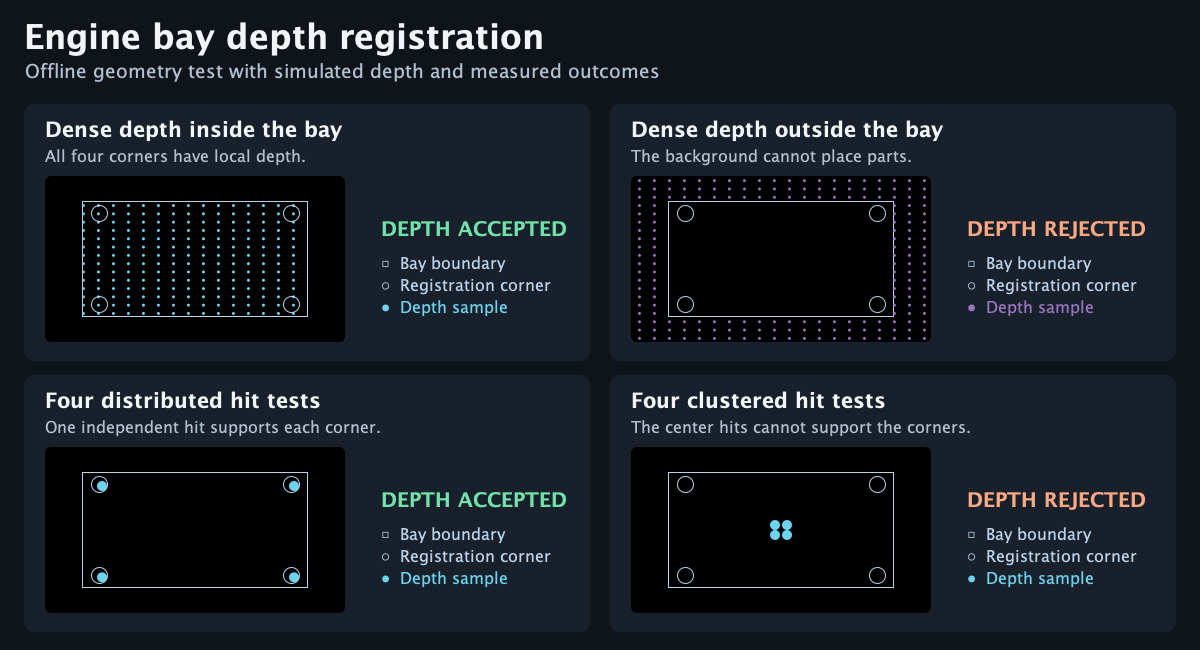 Engine bay depth registration
Offline geometry test with simulated depth and measured outcomes
Dense depth inside the bay
All four corners have local depth.
DEPTH ACCEPTED
Bay boundary
Registration corner
Depth sample
Dense depth outside the bay
The background cannot place parts.
DEPTH REJECTED
Bay boundary
Registration corner
Depth sample
Four distributed hit tests
One independent hit supports each corner.
DEPTH ACCEPTED
Bay boundary
Registration corner
Depth sample
Four clustered hit tests
The center hits cannot support the corners.
DEPTH REJECTED
Bay boundary
Registration corner
Depth sample